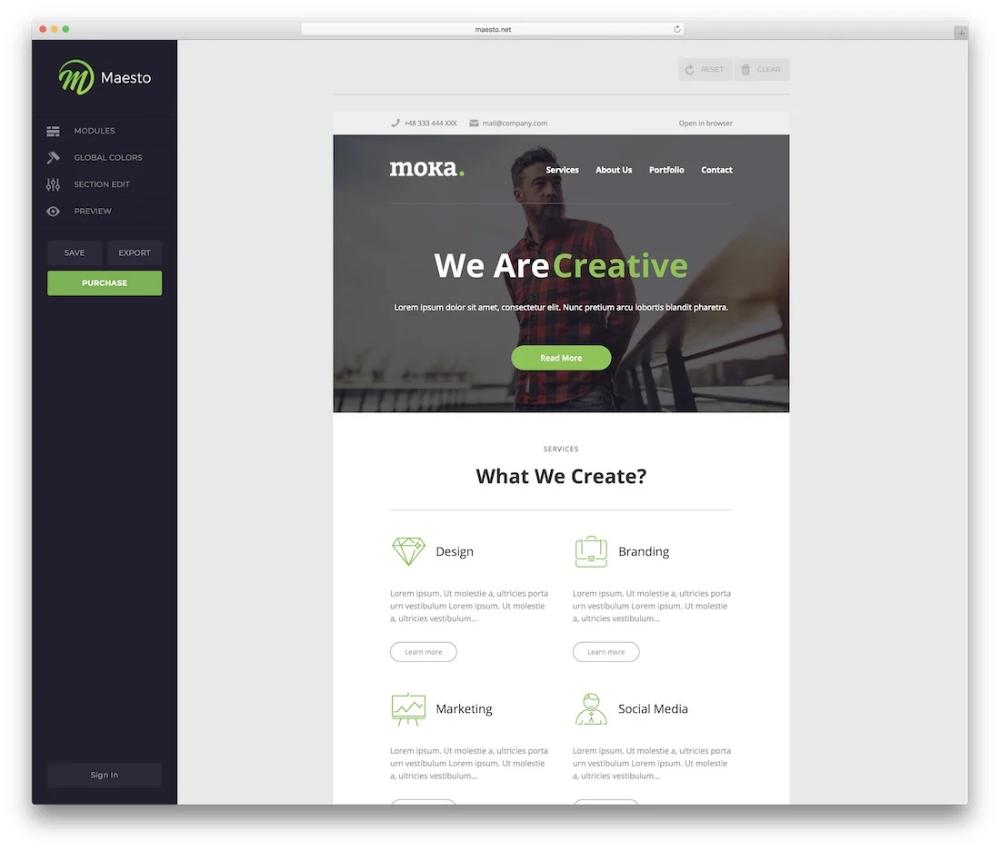 maesto.net
Maesto
MODULES
GLOBAL COLORS
SECTION EDIT
PREVIEW
SAVE EXPORT
PURCHASE
Sign In
RESET CLEAR
+48 333 444 XXX mail@company.com Open in browser
moka. Services About Us Portfolio Contact
We Are Creative
Lorem ipsum dolor sit amet, consectetur elit. Nunc pretium arcu lobortis blandit pharetra.
Read More
SERVICES
What We Create?
Design
Lorem ipsum. Ut molestie a, ultricies porta
urn vestibulum Lorem ipsum. Ut molestie
a, ultricies vestibulum...
Learn more
Branding
Lorem ipsum. Ut molestie a, ultricies porta
urn vestibulum Lorem ipsum. Ut molestie
a, ultricies vestibulum...
Learn more
Marketing
Lorem ipsum. Ut molestie a, ultricies porta
urn vestibulum Lorem ipsum. Ut molestie
a, ultricies vestibulum...
Social Media
Lorem ipsum. Ut molestie a, ultricies porta
urn vestibulum Lorem ipsum. Ut molestie
a, ultricies vestibulum...